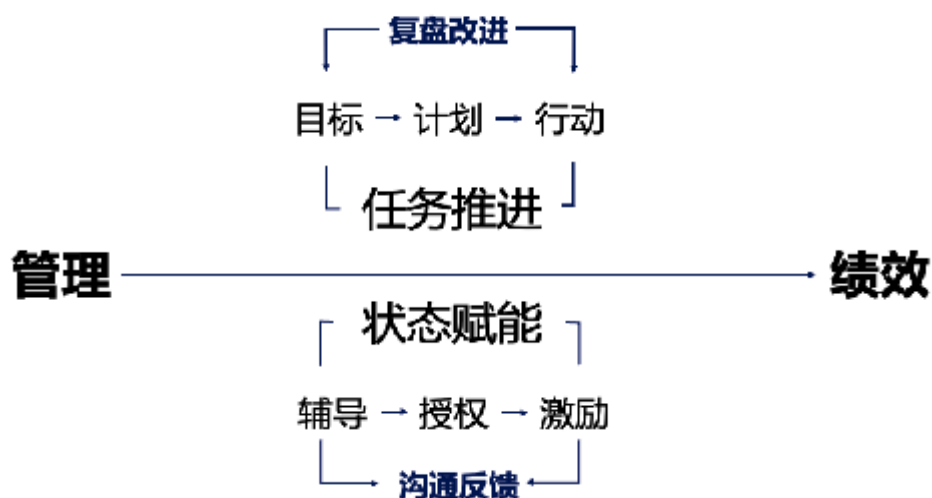 复盘改进
目标 → 计划 → 行动
任务推进
管理 → 绩效
状态赋能
辅导 → 授权 → 激励
沟通反馈